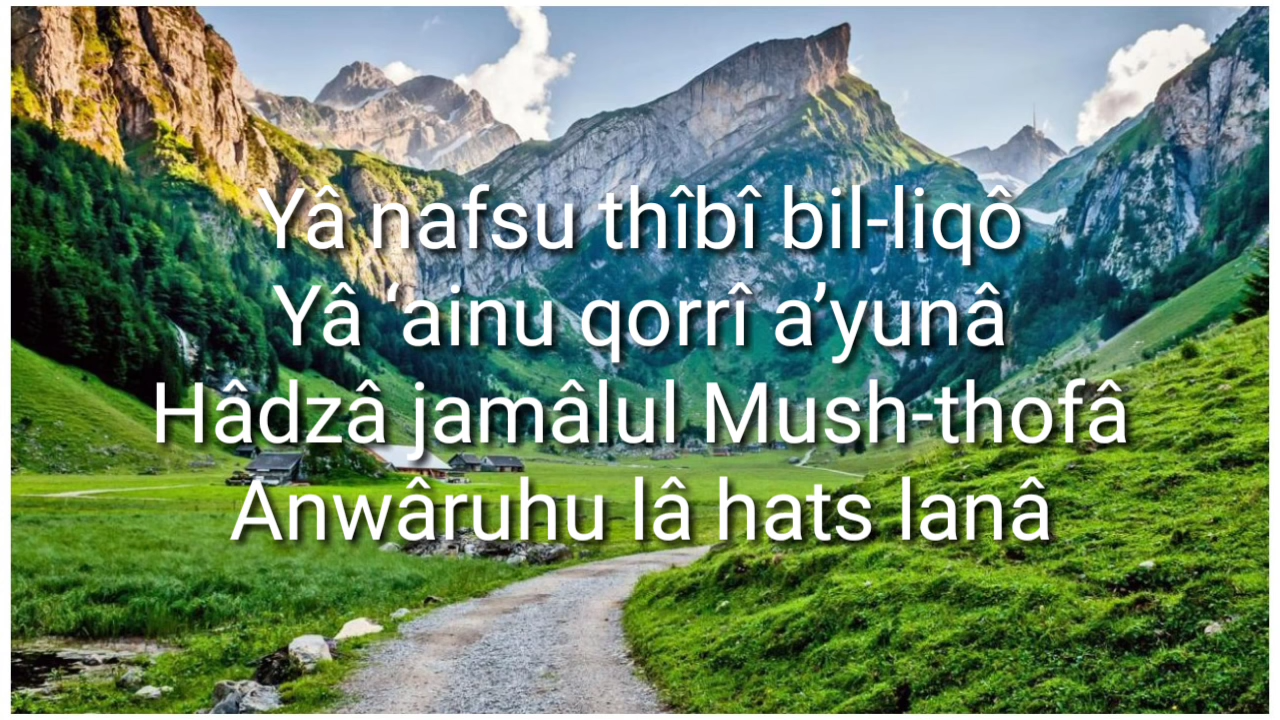 Yâ nafsu thîbî bil-liqô
Yâ ‘ainu qorrî a’yunâ
Hâdzâ jamâlul Mush-thofâ
Anwâruhu lâ hats lanâ